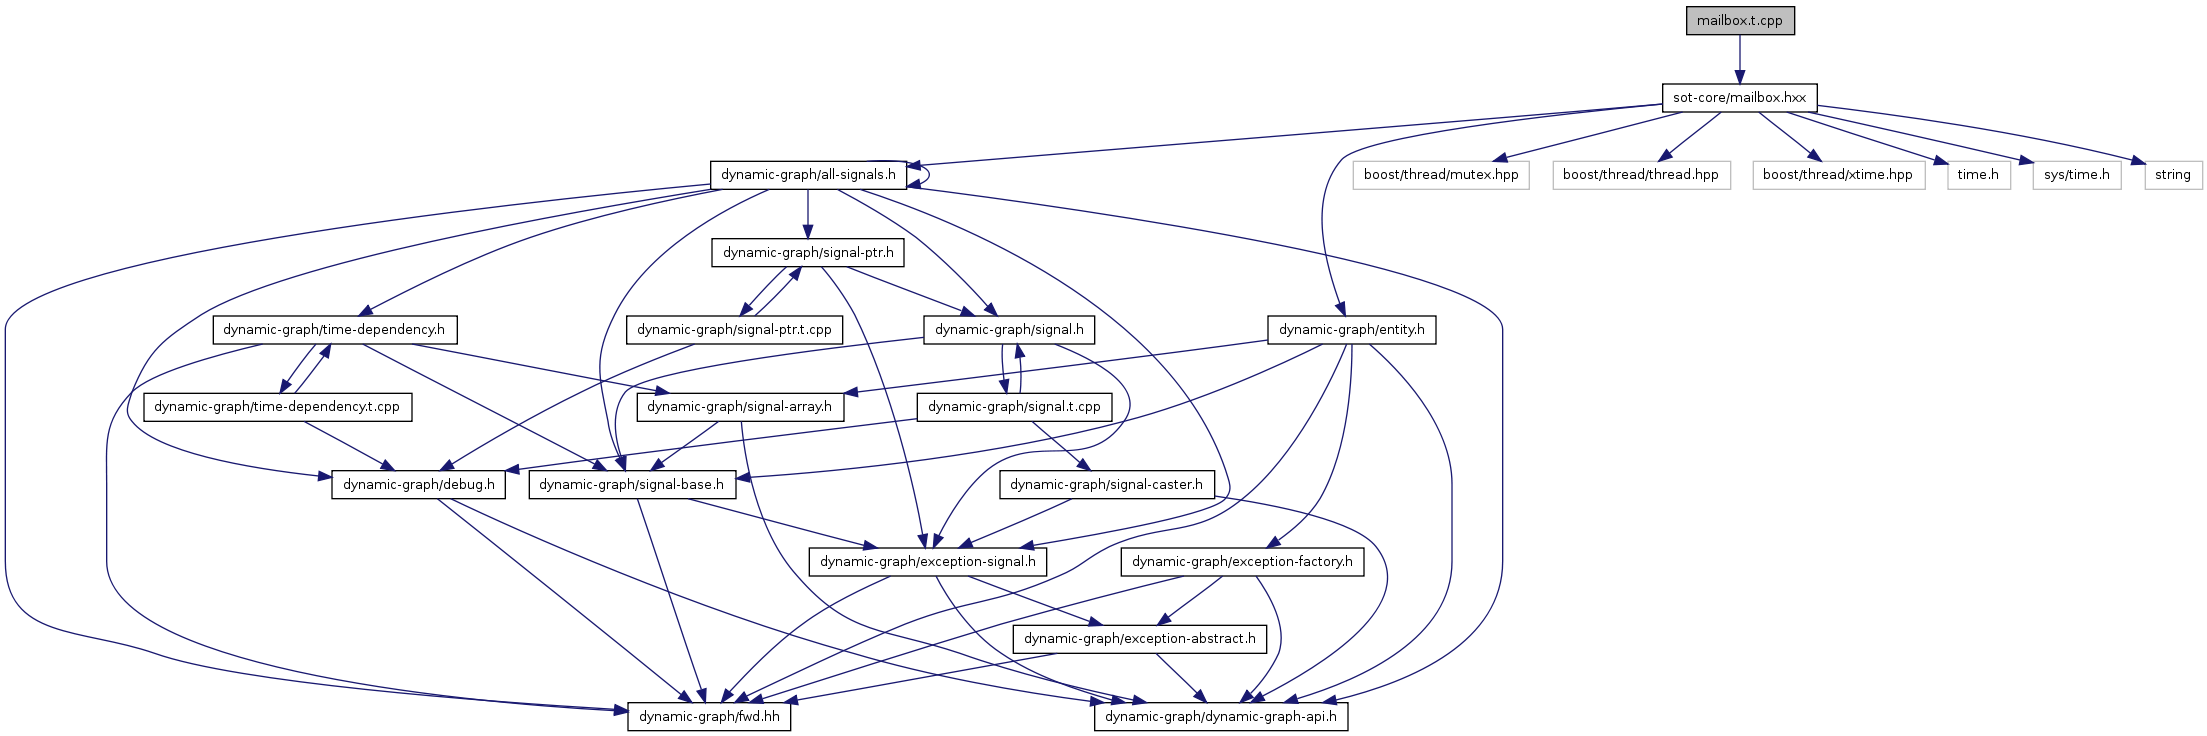 mailbox.t.cpp
sot-core/mailbox.hxx
dynamic-graph/all-signals.h
boost/thread/mutex.hpp
boost/thread/thread.hpp
boost/thread/xtime.hpp
time.h
sys/time.h
string
dynamic-graph/signal-ptr.h
dynamic-graph/time-dependency.h
dynamic-graph/signal-ptr.t.cpp
dynamic-graph/signal.h
dynamic-graph/entity.h
dynamic-graph/time-dependency.t.cpp
dynamic-graph/signal-array.h
dynamic-graph/signal.t.cpp
dynamic-graph/debug.h
dynamic-graph/signal-base.h
dynamic-graph/signal-caster.h
dynamic-graph/exception-signal.h
dynamic-graph/exception-factory.h
dynamic-graph/exception-abstract.h
dynamic-graph/fwd.hh
dynamic-graph/dynamic-graph-api.h